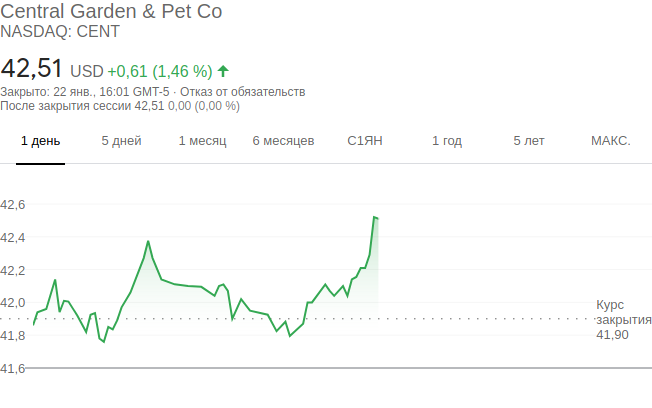 Central Garden & Pet Co
NASDAQ: CENT
42,51 USD +0,61 (1,46 %)
Закрыто: 22 янв., 16:01 GMT-5 · Отказ от обязательств
После закрытия сессии 42,51 0,00 (0,00 %)
1 день 5 дней 1 месяц 6 месяцев С1ЯН 1 год 5 лет МАКС.
42,6
42,4
42,2
42,0
Курс
закрытия
41,90
41,8
41,6